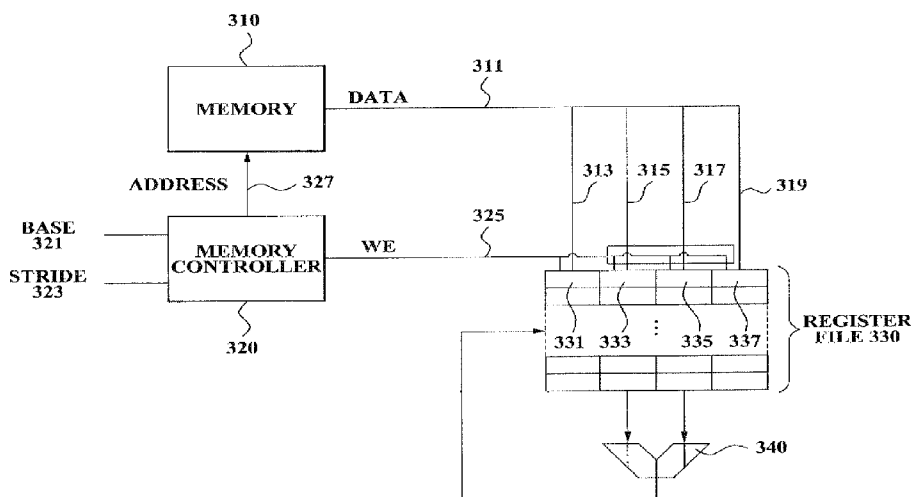 310
MEMORY
DATA
311
ADDRESS
327
313
315
317
319
BASE
321
MEMORY
CONTROLLER
WE
325
STRIDE
323
320
331
333
335
337
REGISTER
FILE 330
340